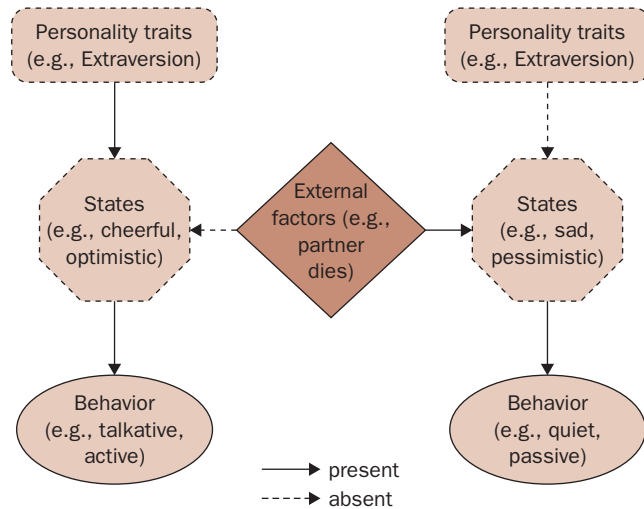 Personality traits
(e.g., Extraversion)
Personality traits
(e.g., Extraversion)
States
(e.g., cheerful,
optimistic)
External
factors (e.g.,
partner
dies)
States
(e.g., sad,
pessimistic)
Behavior
(e.g., talkative,
active)
Behavior
(e.g., quiet,
passive)
present
absent